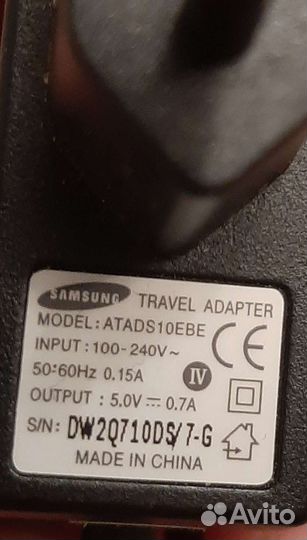 SAMSUNG TRAVEL ADAPTER
MODEL: ATADS10EBE
INPUT : 100-240V~
50-60Hz 0.15A
IV
OUTPUT : 5.0V ⎓ 0.7A
S/N: DW2Q710DS/7-G
MADE IN CHINA
Avito